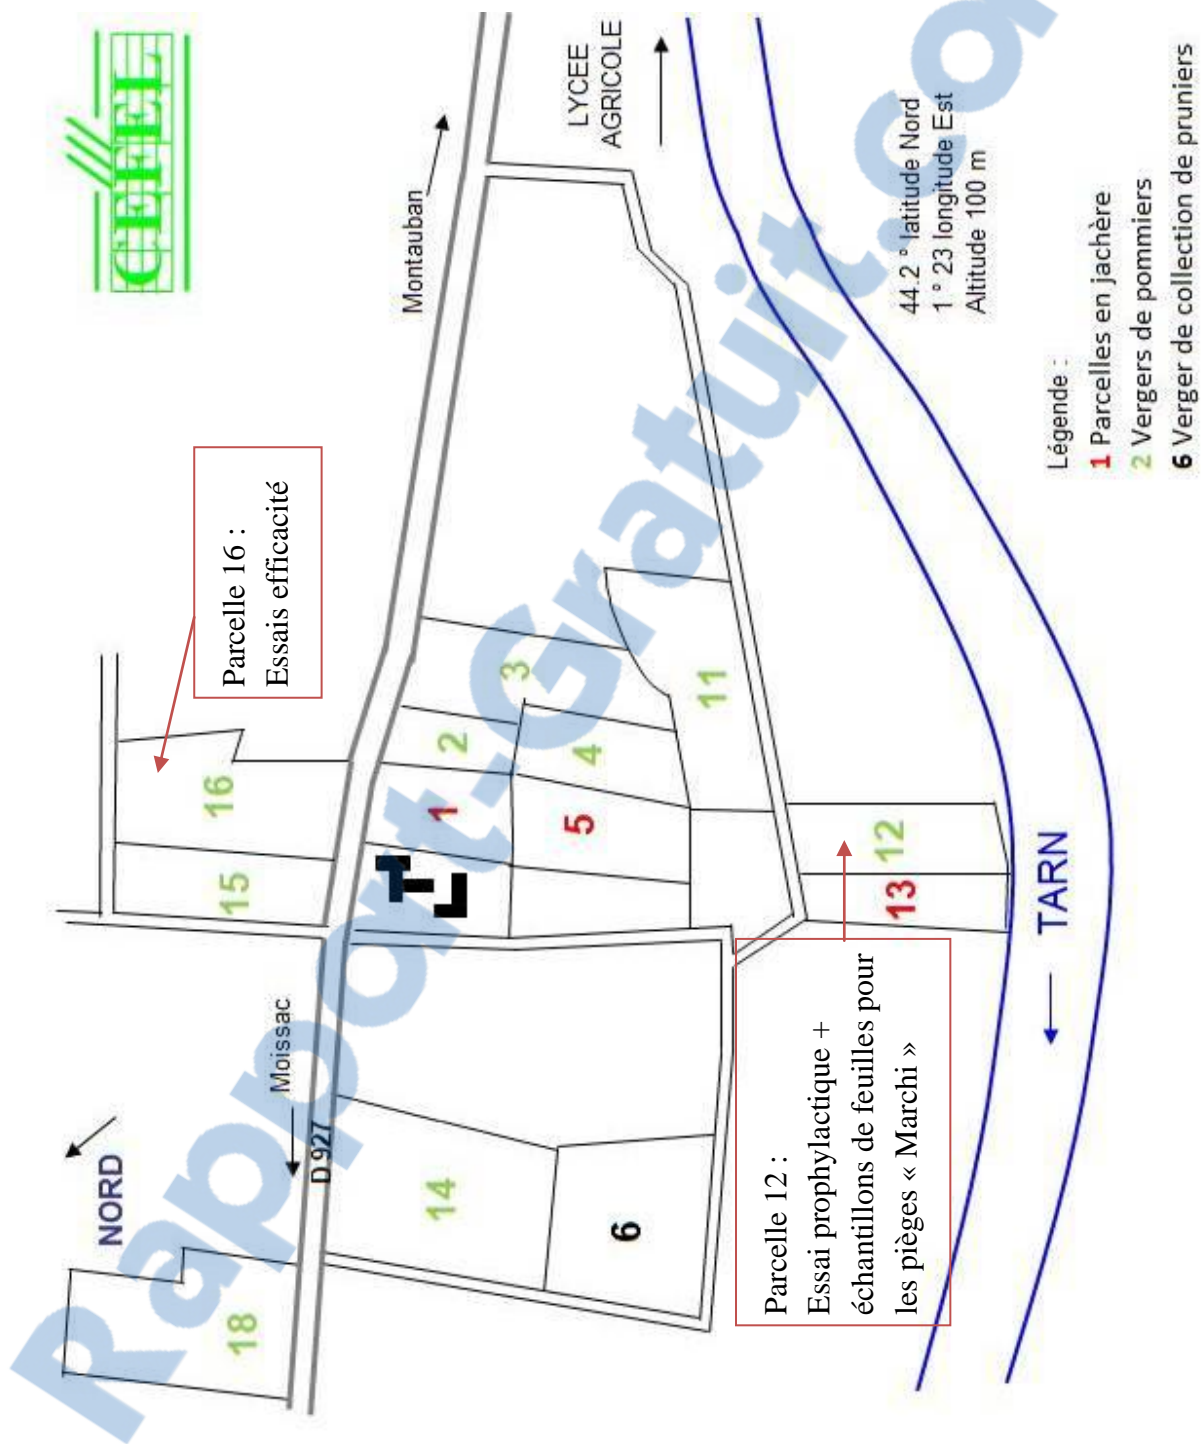 CEFEL
NORD
Moissac
D 927
Montauban
LYCEE
AGRICOLE
Parcelle 16 :
Essais efficacité
18
15
16
14
6
1
2
3
5
4
11
13
12
Parcelle 12 :
Essai prophylactique +
échantillons de feuilles pour
les pièges « Marchi »
TARN
44.2 ° latitude Nord
1 ° 23 longitude Est
Altitude 100 m
Légende :
1 Parcelles en jachère
2 Vergers de pommiers
6 Verger de collection de pruniers
Rapport-Gratuit.co